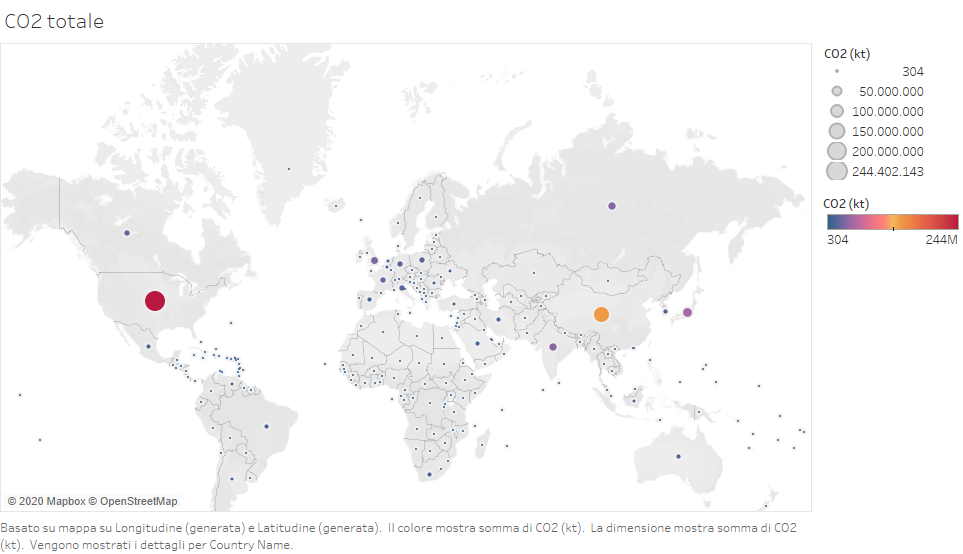 CO2 totale
CO2 (kt)
304
50.000.000
100.000.000
150.000.000
200.000.000
244.402.143
CO2 (kt)
304 244M
© 2020 Mapbox © OpenStreetMap
Basato su mappa su Longitudine (generata) e Latitudine (generata). Il colore mostra somma di CO2 (kt). La dimensione mostra somma di CO2
(kt). Vengono mostrati i dettagli per Country Name.